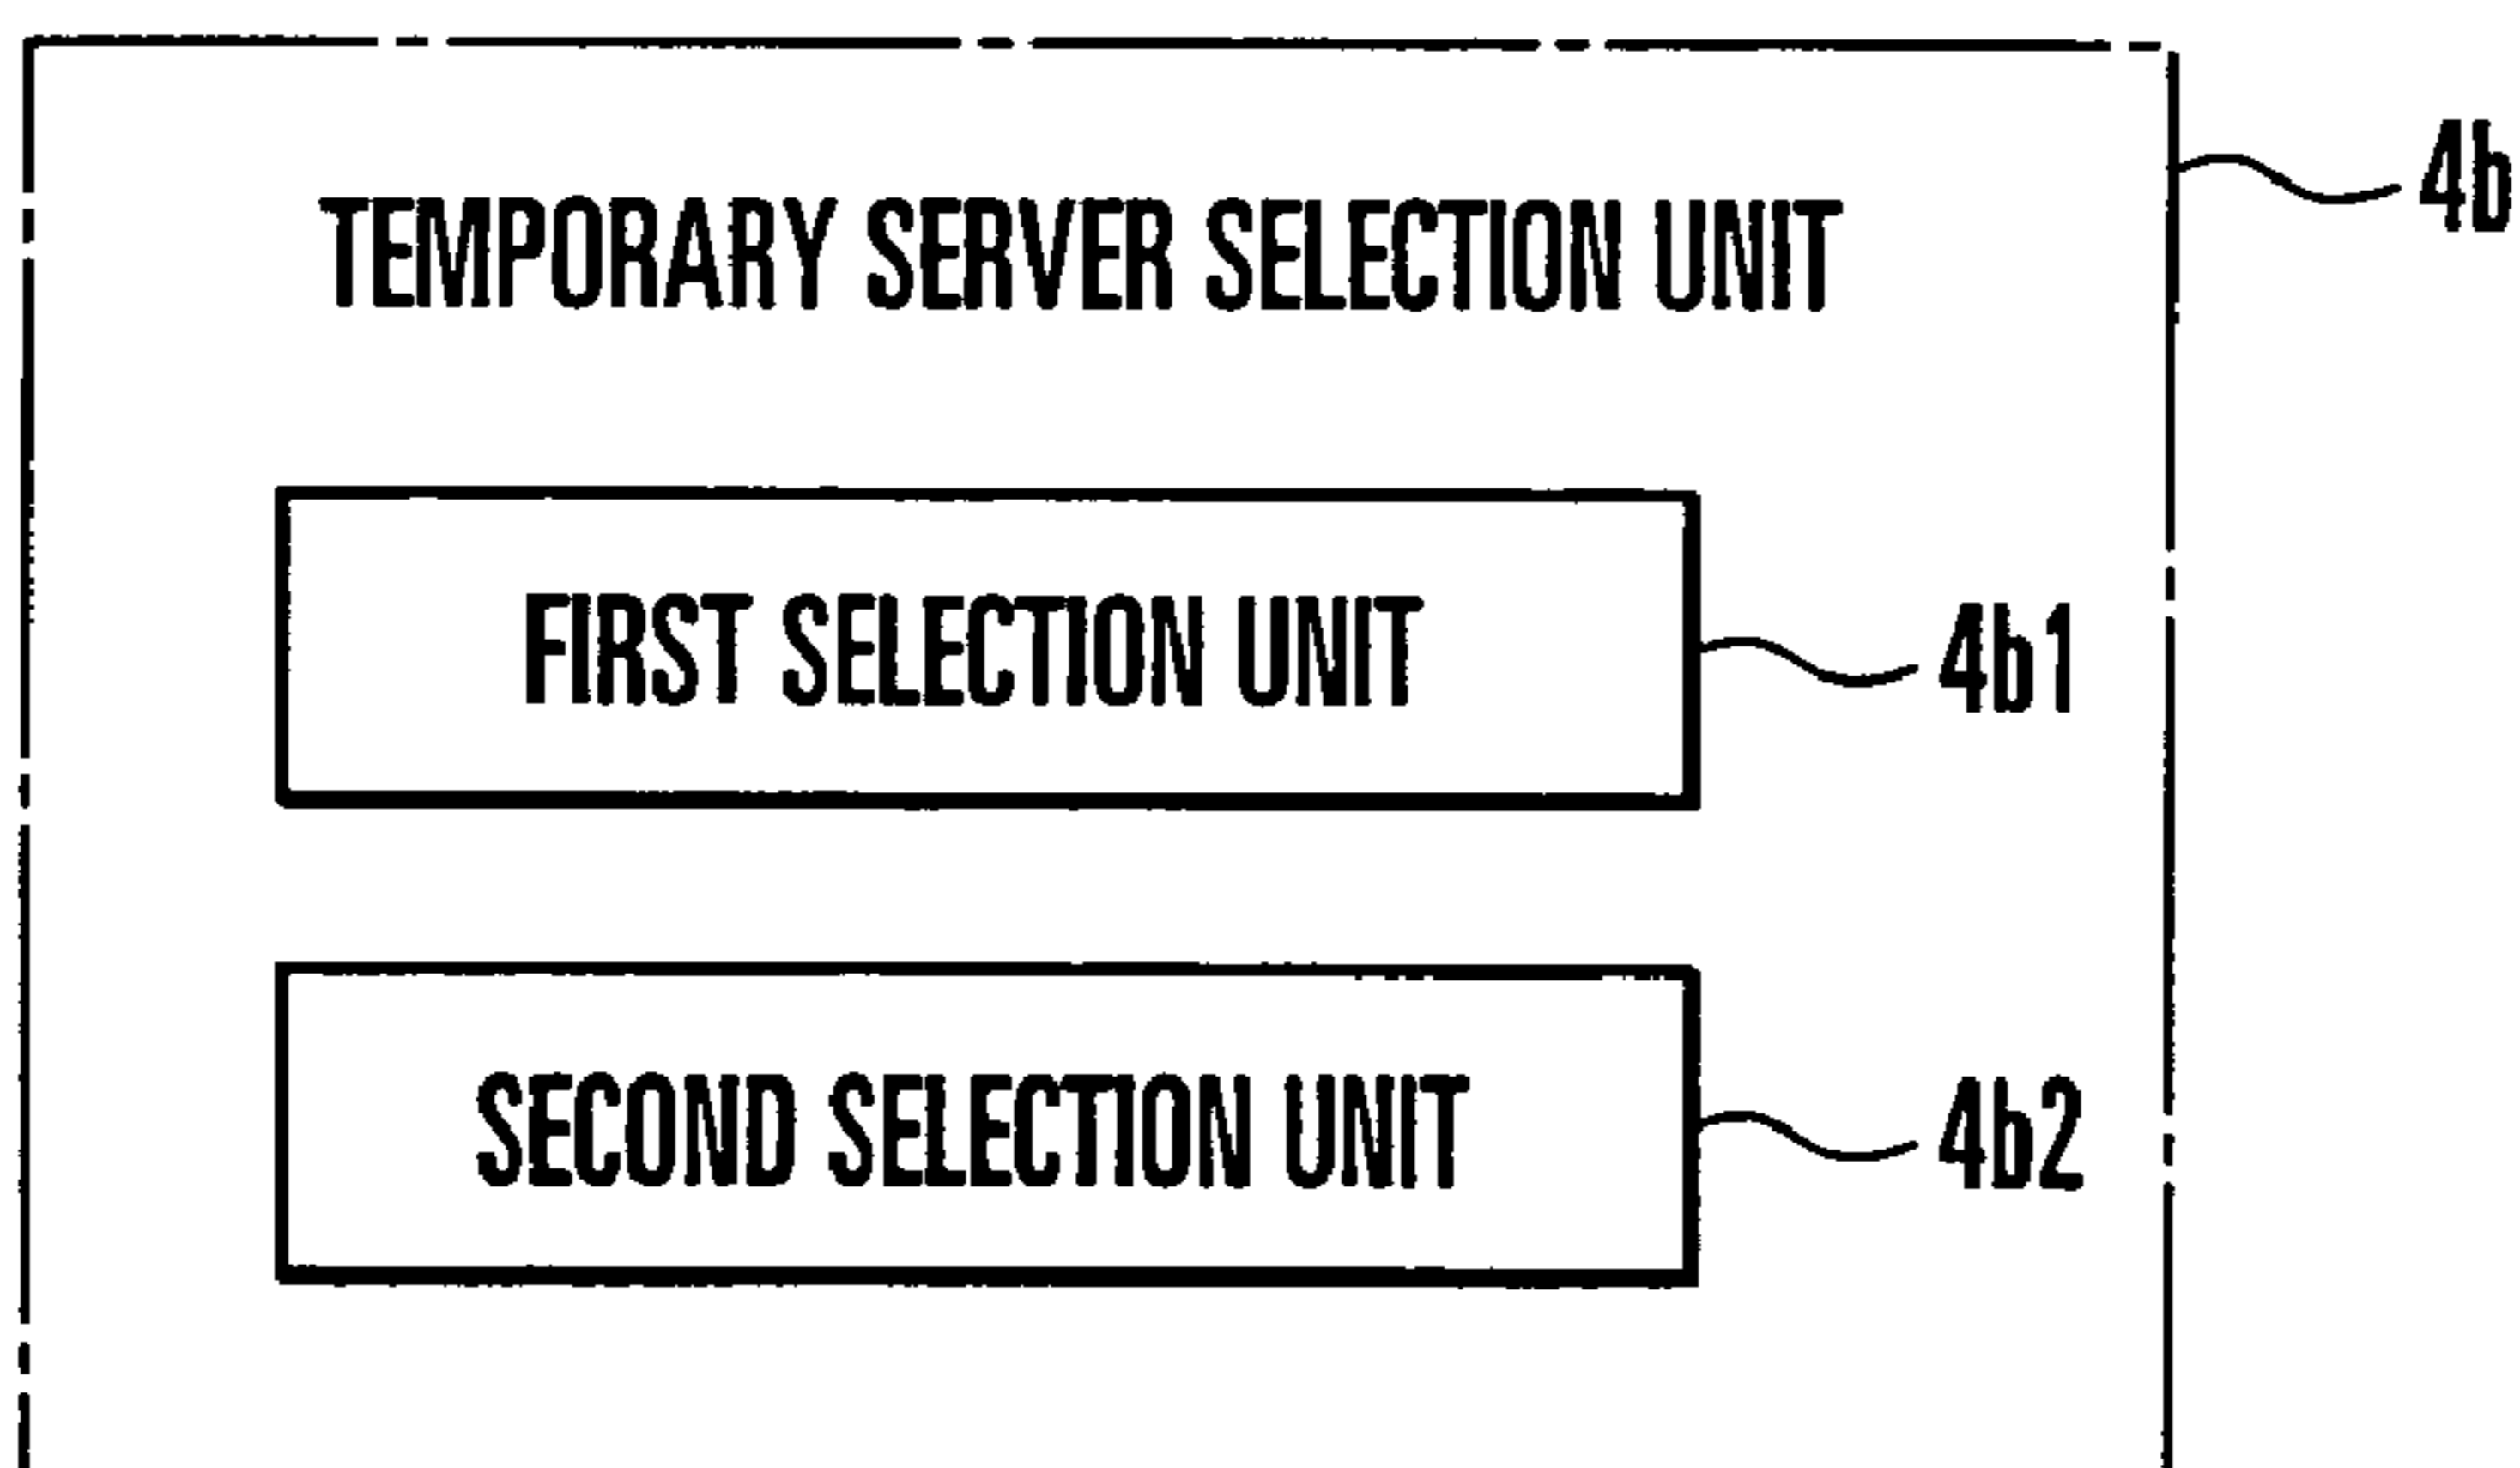 4b
TEMPORARY SERVER SELECTION UNIT
FIRST SELECTION UNIT
4b1
SECOND SELECTION UNIT
4b2